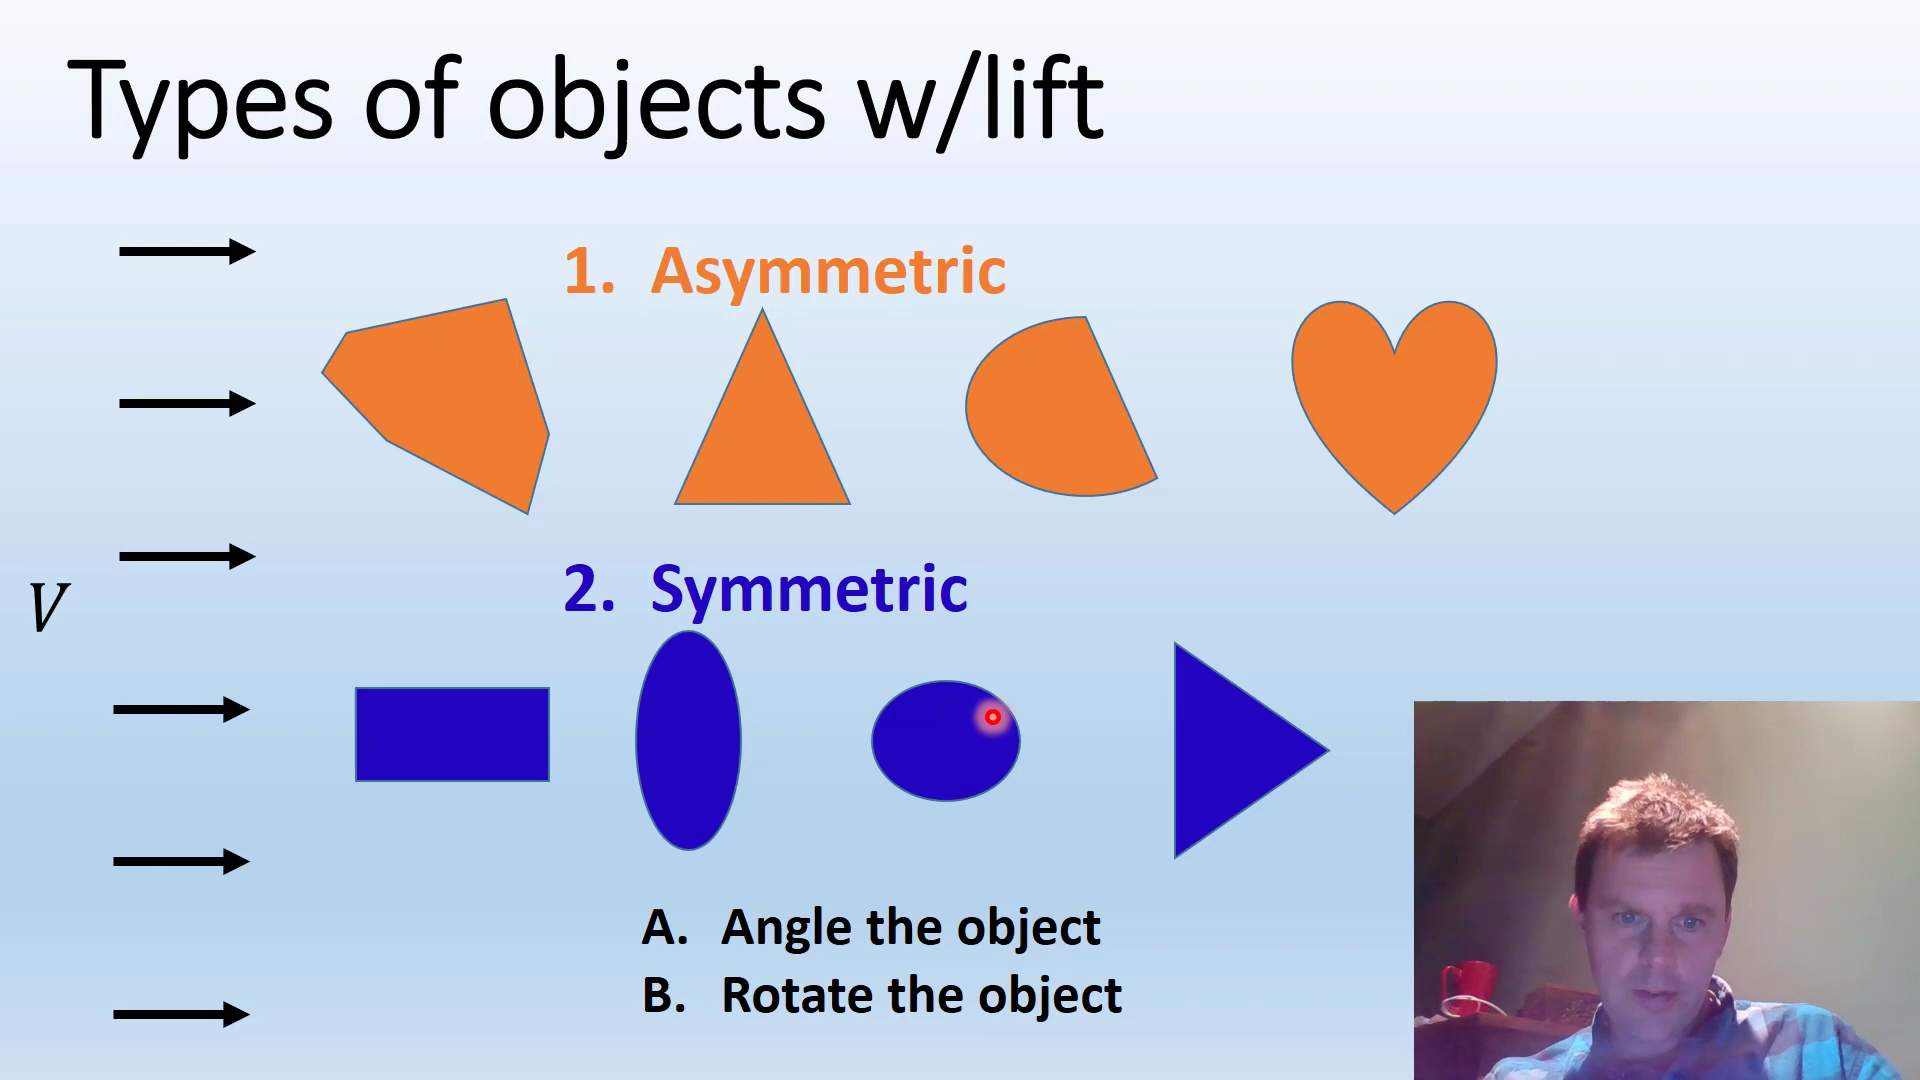 Types of objects w/lift
1. Asymmetric
2. Symmetric
V
A. Angle the object
B. Rotate the object